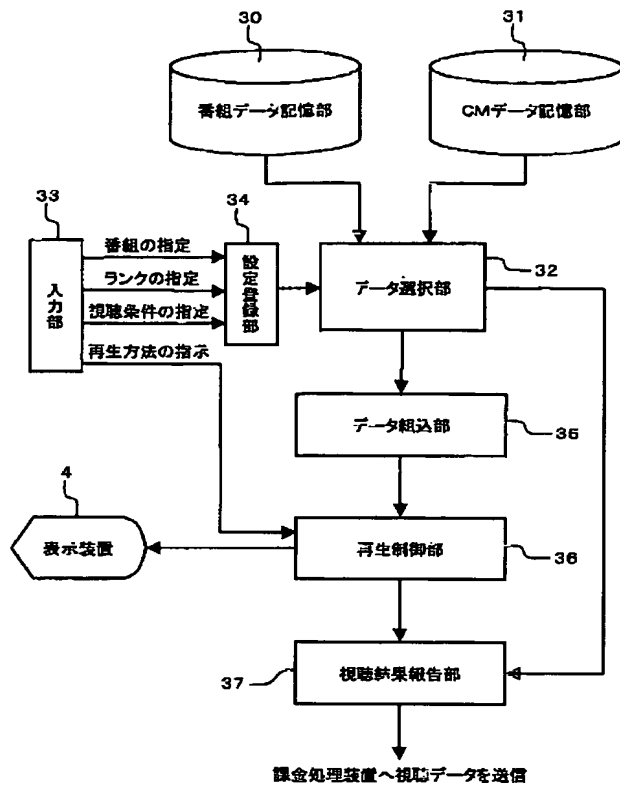 30
31
番組データ記憶部
CMデータ記憶部
33
34
番組の指定
ランクの指定
視聴条件の指定
再生方法の指示
入力部
設定登録部
32
データ選択部
データ組込部
35
4
表示装置
再生制御部
36
視聴結果報告部
37
課金処理装置へ視聴データを送信